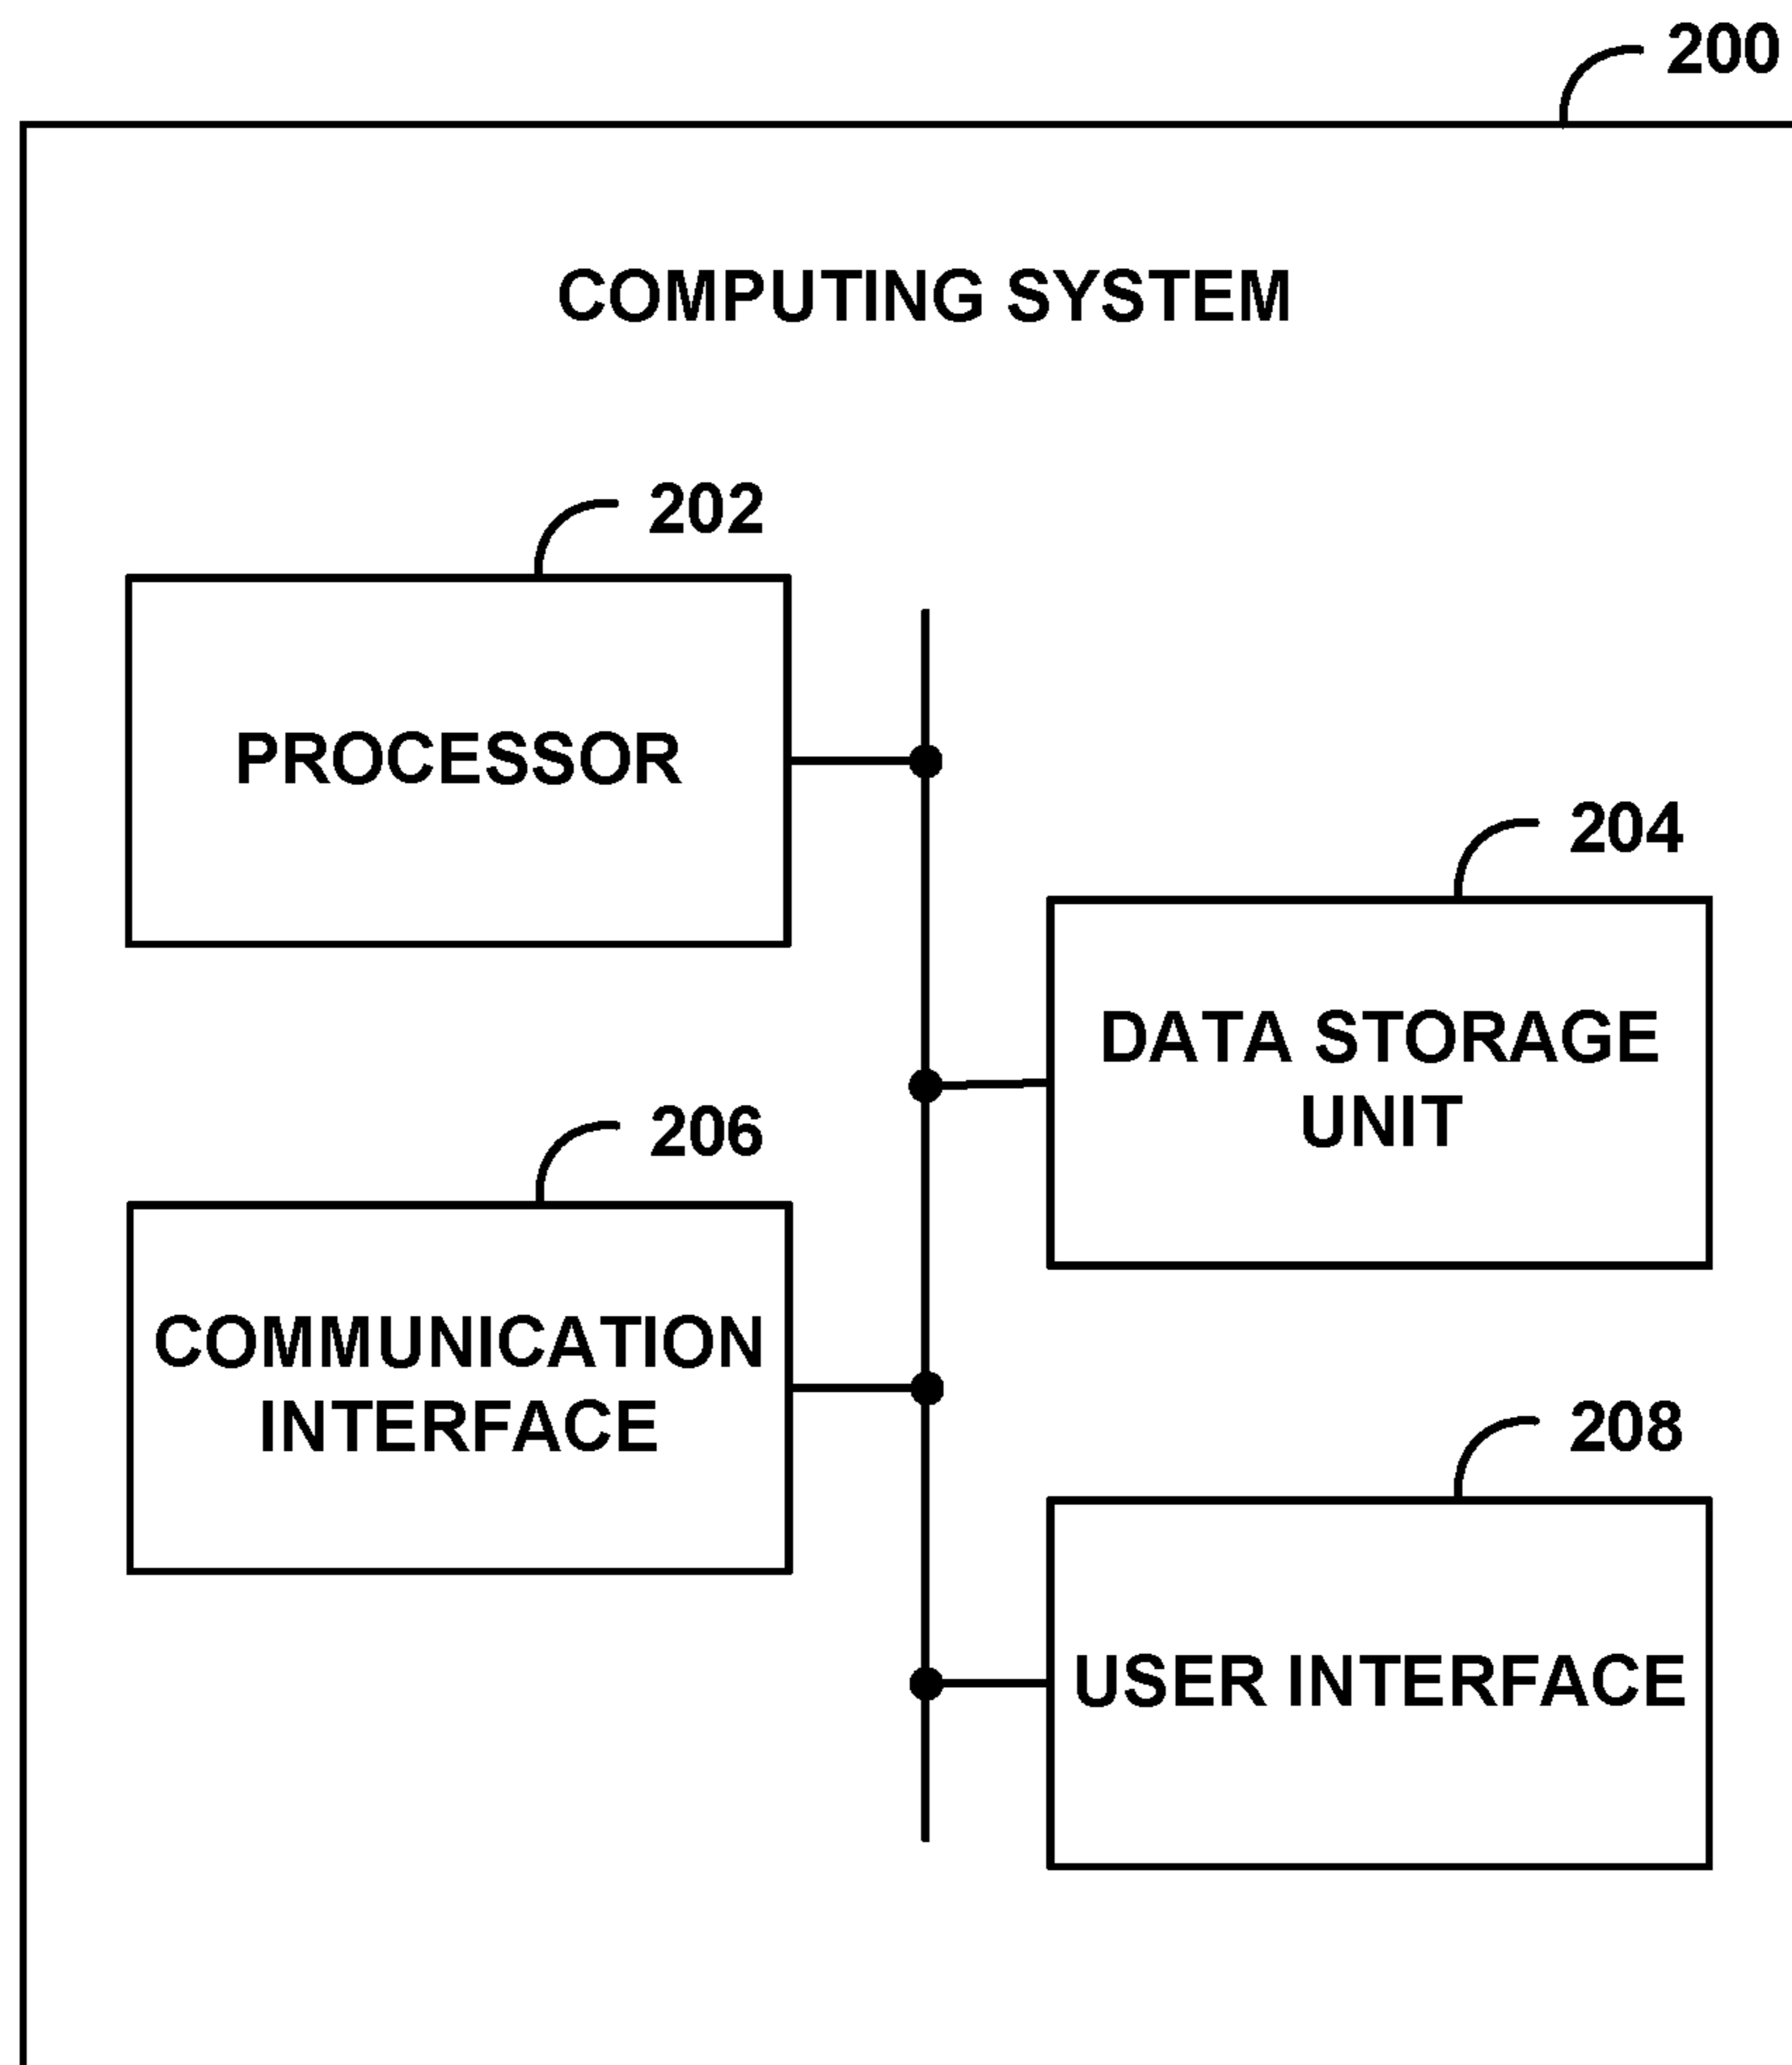 200
COMPUTING SYSTEM
202
PROCESSOR
204
DATA STORAGE
UNIT
206
COMMUNICATION
INTERFACE
208
USER INTERFACE